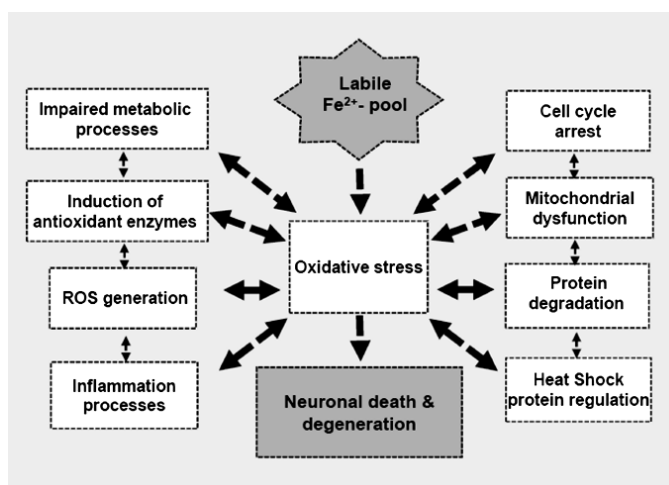 Labile
Fe²⁺- pool
Impaired metabolic
processes
Induction of
antioxidant enzymes
ROS generation
Inflammation
processes
Oxidative stress
Neuronal death &
degeneration
Cell cycle
arrest
Mitochondrial
dysfunction
Protein
degradation
Heat Shock
protein regulation